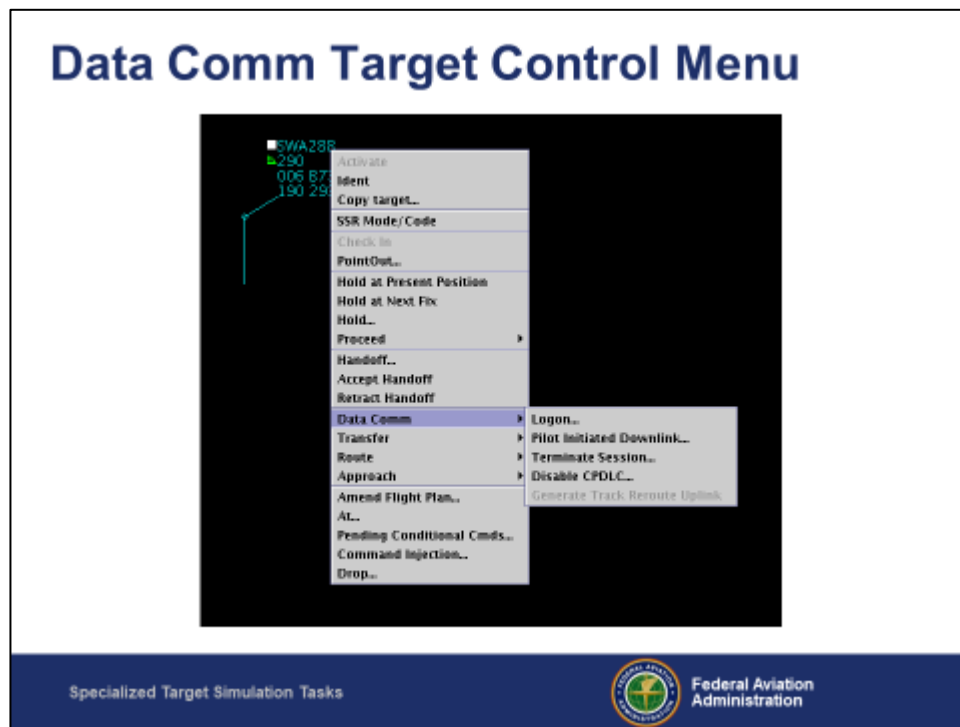 Data Comm Target Control Menu
SWA288
290
006 B73
190 29
Activate
Ident
Copy target...
SSR Mode/Code
Check In
PointOut...
Hold at Present Position
Hold at Next Fix
Hold...
Proceed
Handoff...
Accept Handoff
Retract Handoff
Data Comm
Transfer
Route
Approach
Logon...
Pilot Initiated Downlink...
Terminate Session...
Disable CPDLC...
Generate Track Reroute Uplink
Amend Flight Plan...
At...
Pending Conditional Cmds...
Command Injection...
Drop...
Specialized Target Simulation Tasks
Federal Aviation
Administration